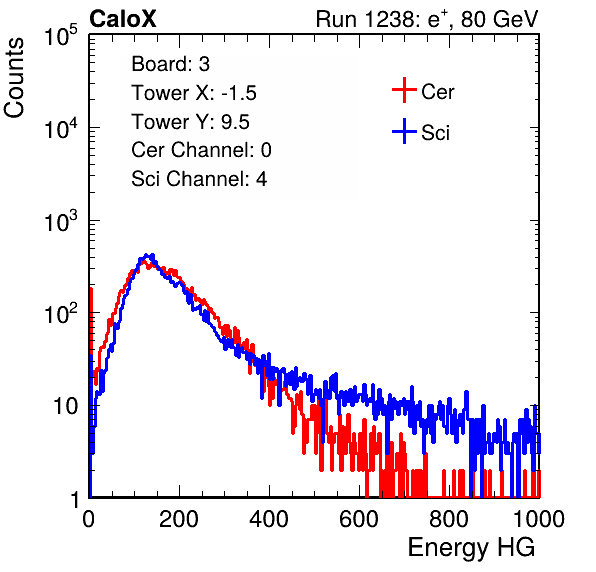 CaloX Run 1238: e⁺, 80 GeV
Counts
Board: 3
Tower X: -1.5
Tower Y: 9.5
Cer Channel: 0
Sci Channel: 4
Cer
Sci
10⁵
10⁴
10³
10²
10
1
0 200 400 600 800 1000
Energy HG